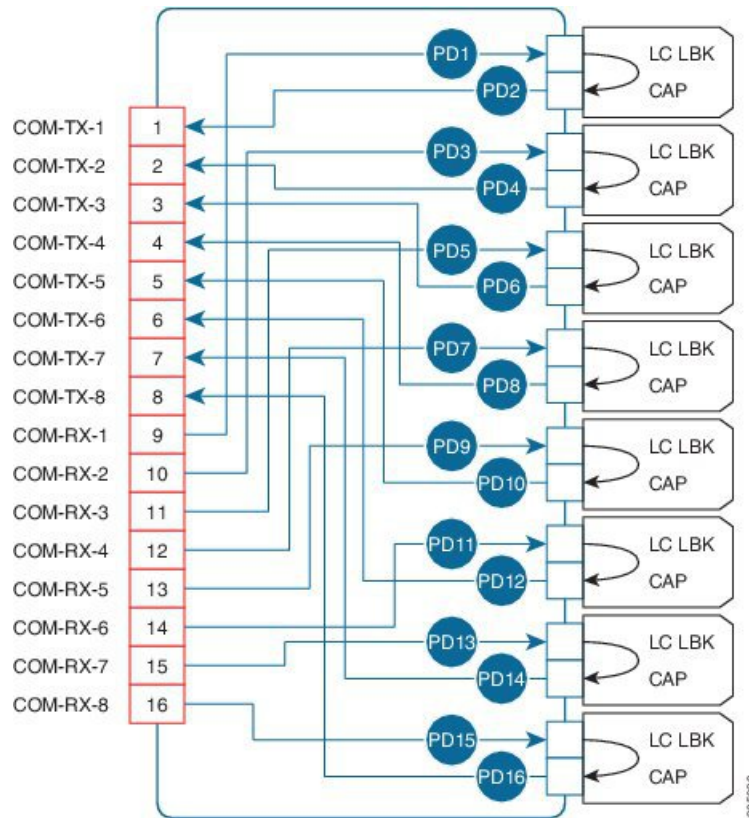 PD1
LC LBK
PD2
CAP
COM-TX-1 1
COM-TX-2 2
PD3
LC LBK
PD4
CAP
COM-TX-3 3
COM-TX-4 4
PD5
LC LBK
PD6
CAP
COM-TX-5 5
COM-TX-6 6
PD7
LC LBK
PD8
CAP
COM-TX-7 7
COM-TX-8 8
COM-RX-1 9
PD9
LC LBK
PD10
CAP
COM-RX-2 10
COM-RX-3 11
COM-RX-4 12
PD11
LC LBK
PD12
CAP
COM-RX-5 13
COM-RX-6 14
PD13
LC LBK
PD14
CAP
COM-RX-7 15
COM-RX-8 16
PD15
LC LBK
PD16
CAP